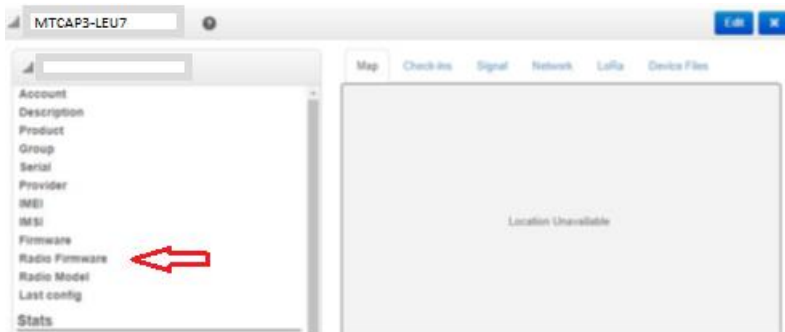 MTCAP3-LEU7
Edit
Map Check-Ins Signal Network LoRa Device Files
Account
Description
Product
Group
Serial
Provider
IMEI
IMSI
Firmware
Radio Firmware
Radio Model
Last config
Stats
Location Unavailable